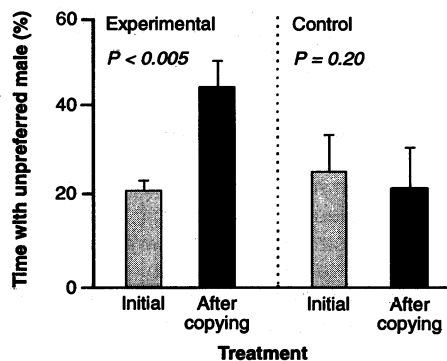 Time with unpreferred male (%)
60
40
20
0
Experimental
P < 0.005
Control
P = 0.20
Initial
After
copying
Initial
After
copying
Treatment